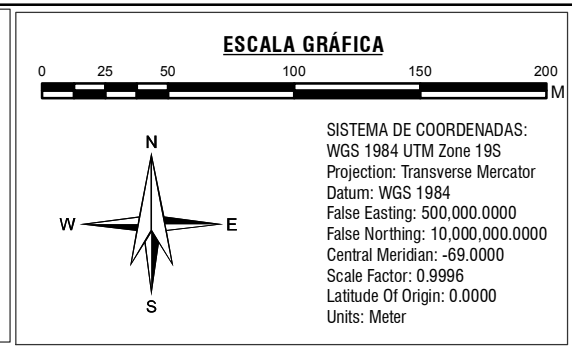 ESCALA GRÁFICA
0 25 50 100 150 200
M
N
W E
S
SISTEMA DE COORDENADAS:
WGS 1984 UTM Zone 19S
Projection: Transverse Mercator
Datum: WGS 1984
False Easting: 500,000.0000
False Northing: 10,000,000.0000
Central Meridian: -69.0000
Scale Factor: 0.9996
Latitude Of Origin: 0.0000
Units: Meter